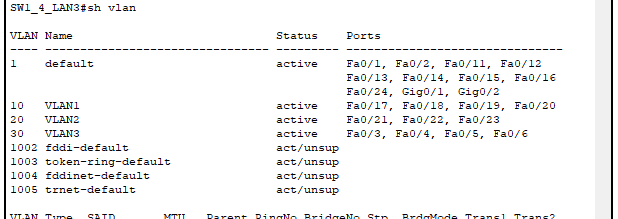 SW1_4_LAN3#sh vlan
VLAN Name                             Status    Ports
---- -------------------------------- --------- -------------------------------
1    default                          active    Fa0/1, Fa0/2, Fa0/11, Fa0/12
                                                Fa0/13, Fa0/14, Fa0/15, Fa0/16
                                                Fa0/24, Gig0/1, Gig0/2
10   VLAN1                            active    Fa0/17, Fa0/18, Fa0/19, Fa0/20
20   VLAN2                            active    Fa0/21, Fa0/22, Fa0/23
30   VLAN3                            active    Fa0/3, Fa0/4, Fa0/5, Fa0/6
1002 fddi-default                     act/unsup
1003 token-ring-default               act/unsup
1004 fddinet-default                  act/unsup
1005 trnet-default                    act/unsup
VLAN Type  SAID       MTU   Parent RingNo BridgeNo Stp  BrdgMode Trans1 Trans2